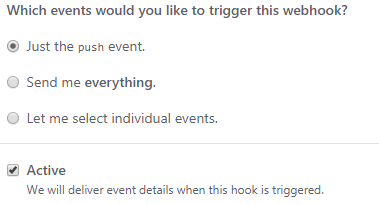 Which events would you like to trigger this webhook?
Just the push event.
Send me everything.
Let me select individual events.
Active
We will deliver event details when this hook is triggered.